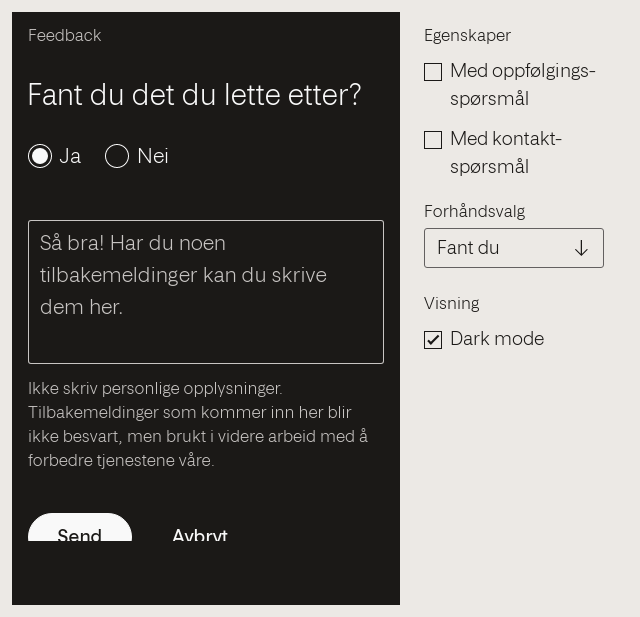 Feedback
Fant du det du lette etter?
Ja
Nei
Så bra! Har du noen
tilbakemeldinger kan du skrive
dem her.
Ikke skriv personlige opplysninger.
Tilbakemeldinger som kommer inn her blir
ikke besvart, men brukt i videre arbeid med å
forbedre tjenestene våre.
Send
Avbryt
Egenskaper
Med oppfølgings-
spørsmål
Med kontakt-
spørsmål
Forhåndsvalg
Fant du
Visning
Dark mode